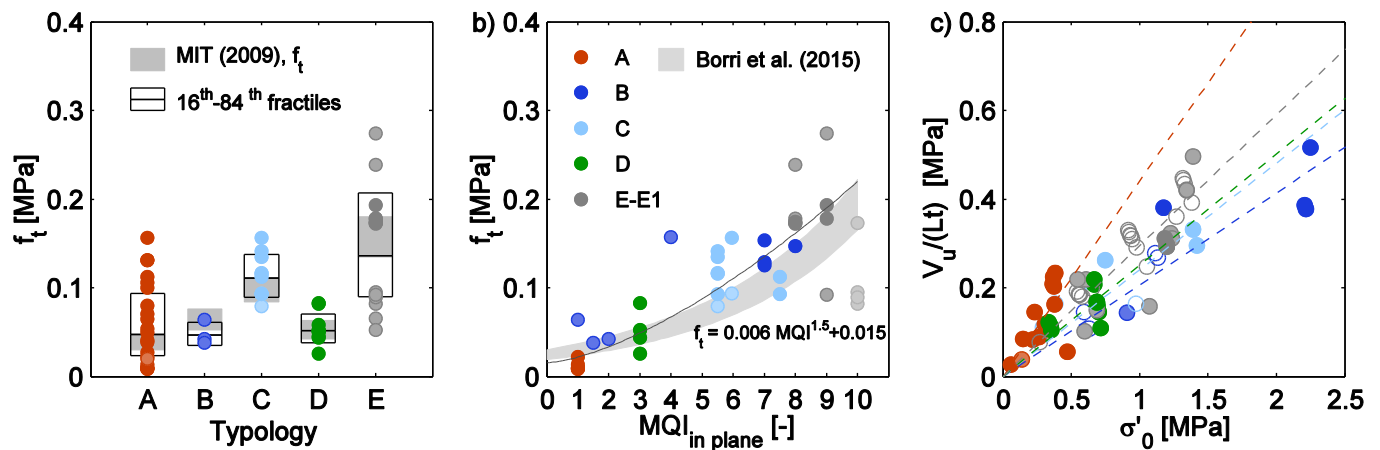 0.4
0.3
0.2
0.1
0
f_t [MPa]
MIT (2009), f_t
16^th-84 ^th fractiles
A B C D E
Typology
b)
0.4
0.3
0.2
0.1
0
f_t [MPa]
A
B
C
D
E-E1
Borri et al. (2015)
f_t = 0.006 MQI^1.5+0.015
0 1 2 3 4 5 6 7 8 9 10
MQI_in plane [-]
c)
0.8
0.6
0.4
0.2
0
V_u/(Lt) [MPa]
0 0.5 1 1.5 2 2.5
σ'_0 [MPa]